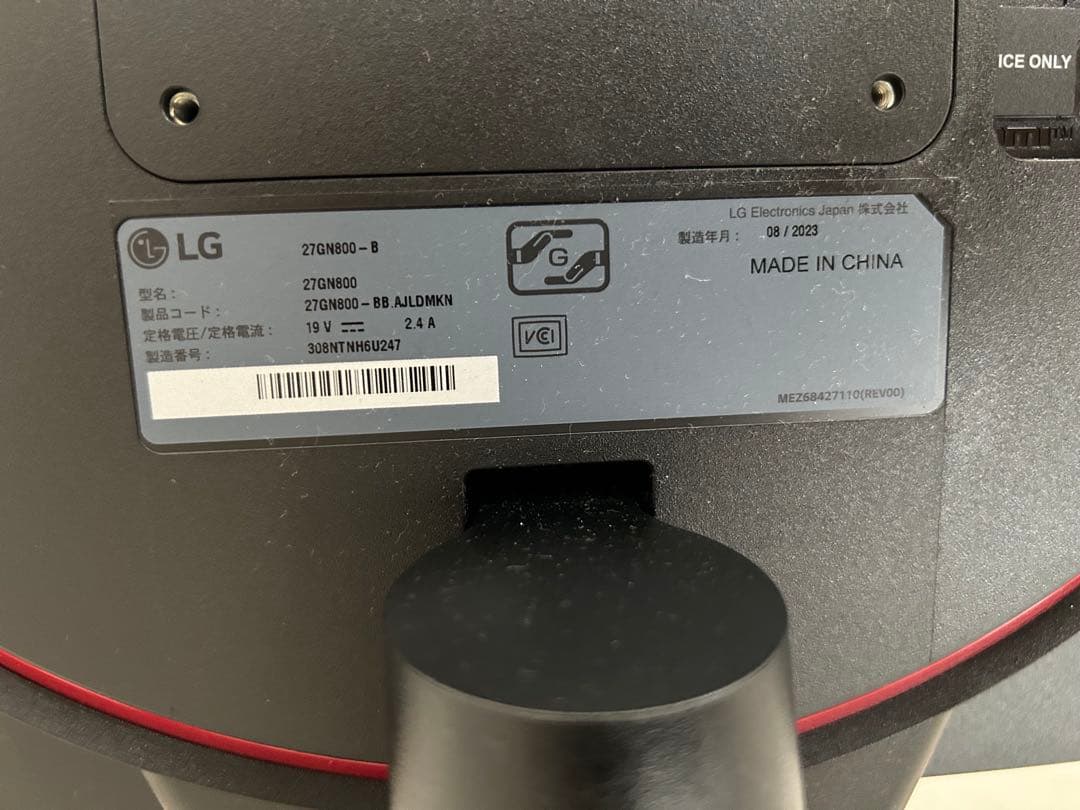 ICE ONLY
LG
27GN800-B
LG Electronics Japan 株式会社
製造年月: 08/2023
MADE IN CHINA
型名: 27GN800
製品コード: 27GN800-BB.AJLDMKN
定格電圧/定格電流: 19 V 2.4 A
製造番号: 308NTNH6U247
G
VCCI
MEZ68427110(REV00)